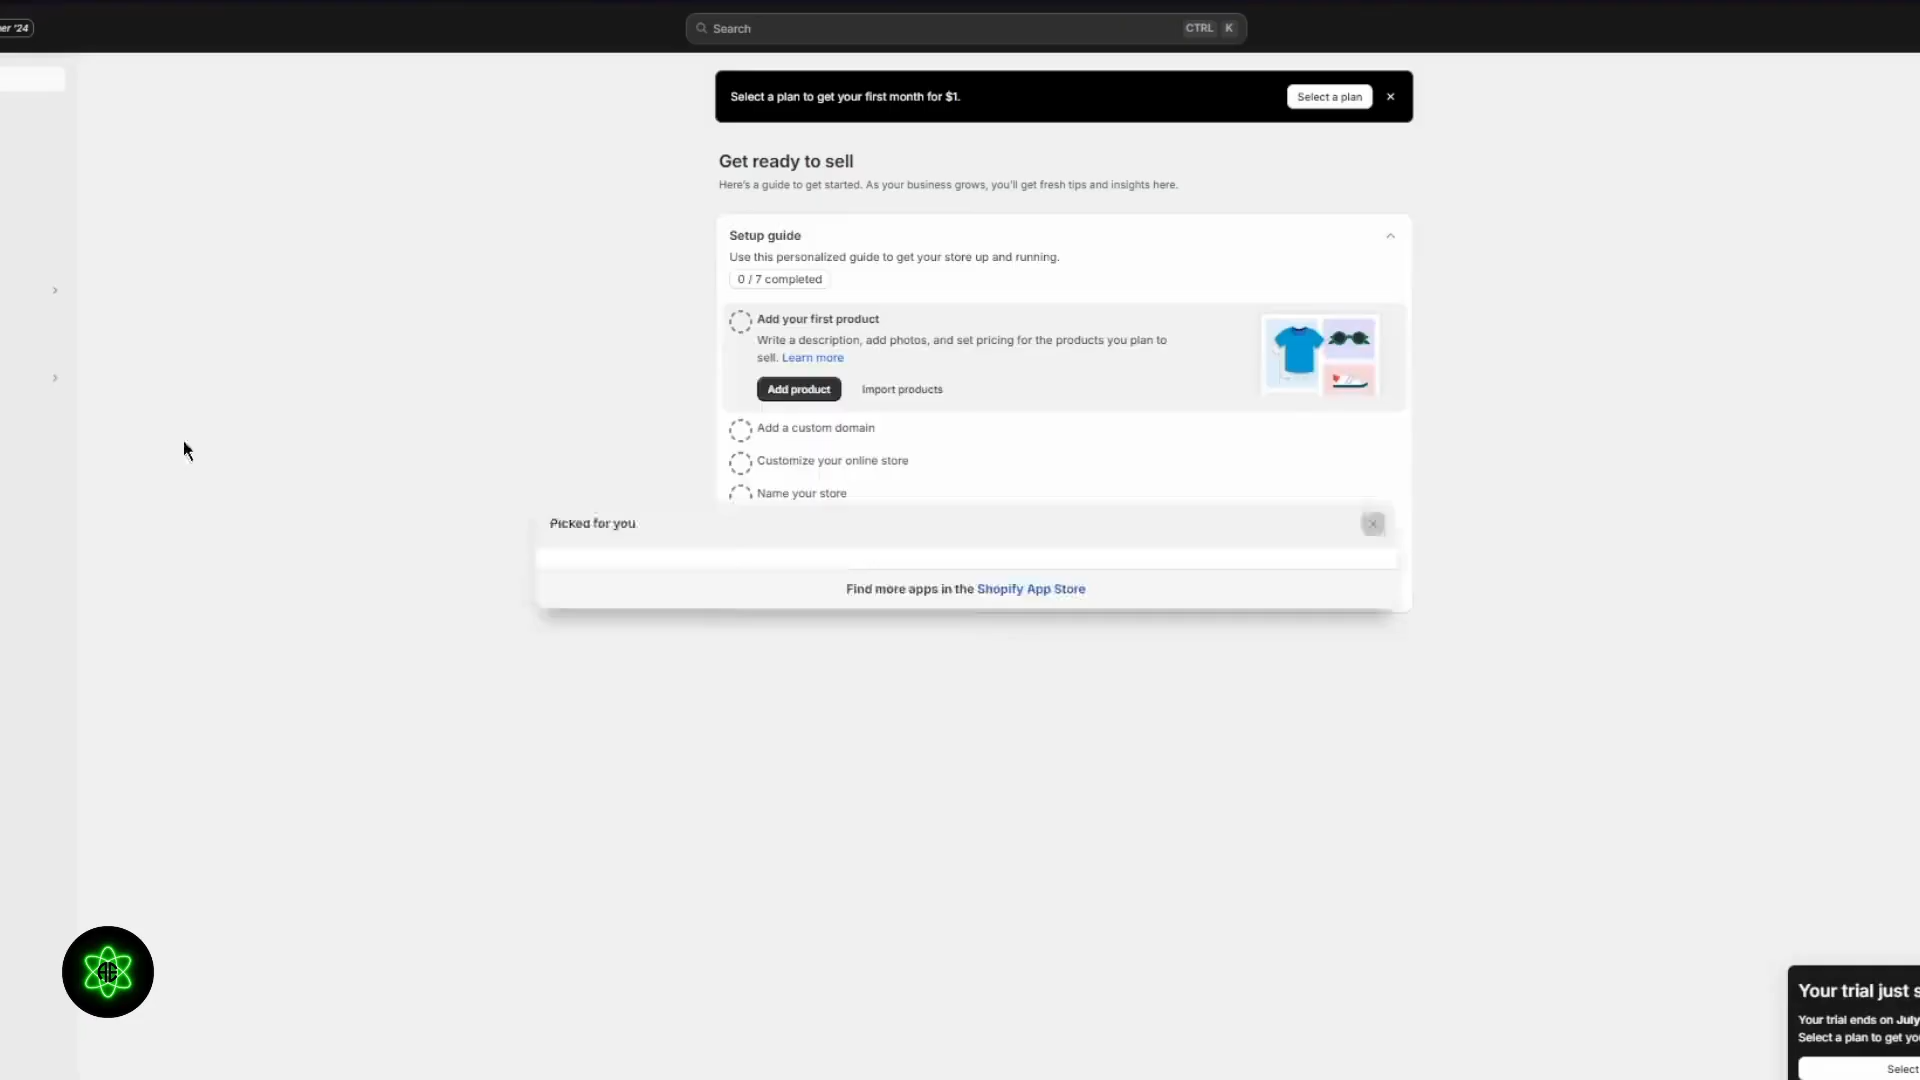 er '24
Search CTRL K
Select a plan to get your first month for $1. Select a plan
Get ready to sell
Here's a guide to get started. As your business grows, you'll get fresh tips and insights here.
Setup guide
Use this personalized guide to get your store up and running.
0 / 7 completed
Add your first product
Write a description, add photos, and set pricing for the products you plan to
sell. Learn more
Add product Import products
Add a custom domain
Customize your online store
Name your store
Picked for you
Find more apps in the Shopify App Store
Your trial just s
Your trial ends on July
Select a plan to get yo
Select